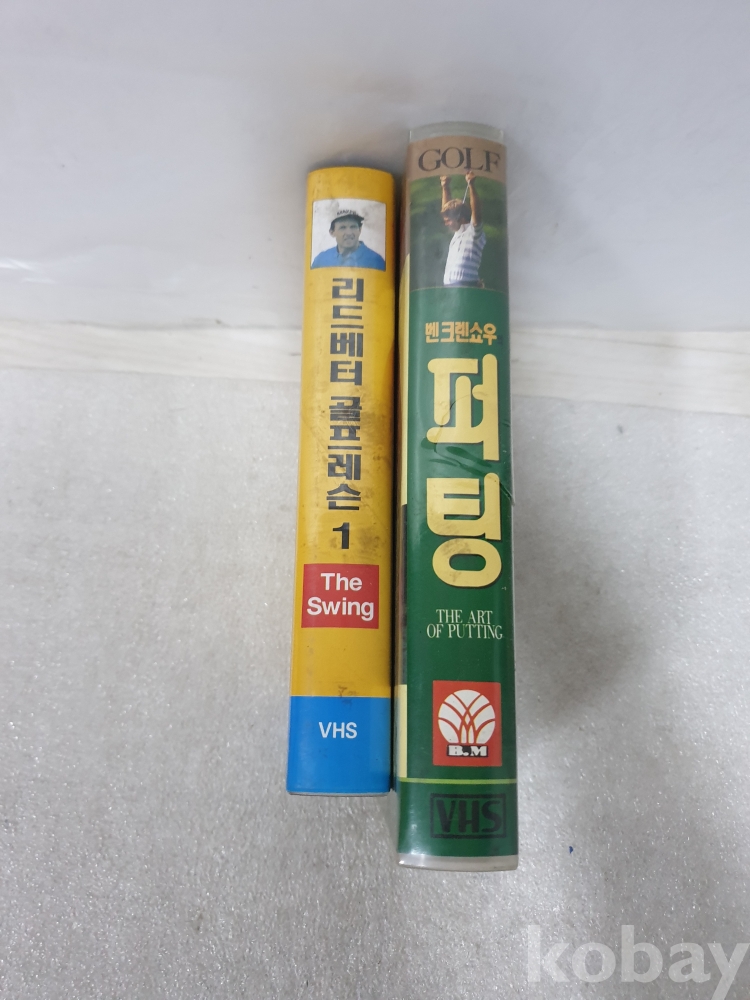 리드베터 골프레슨 1
The
Swing
VHS
GOLF
벤크렌쇼우
퍼팅
THE ART
OF PUTTING
B.M
VHS
kobay